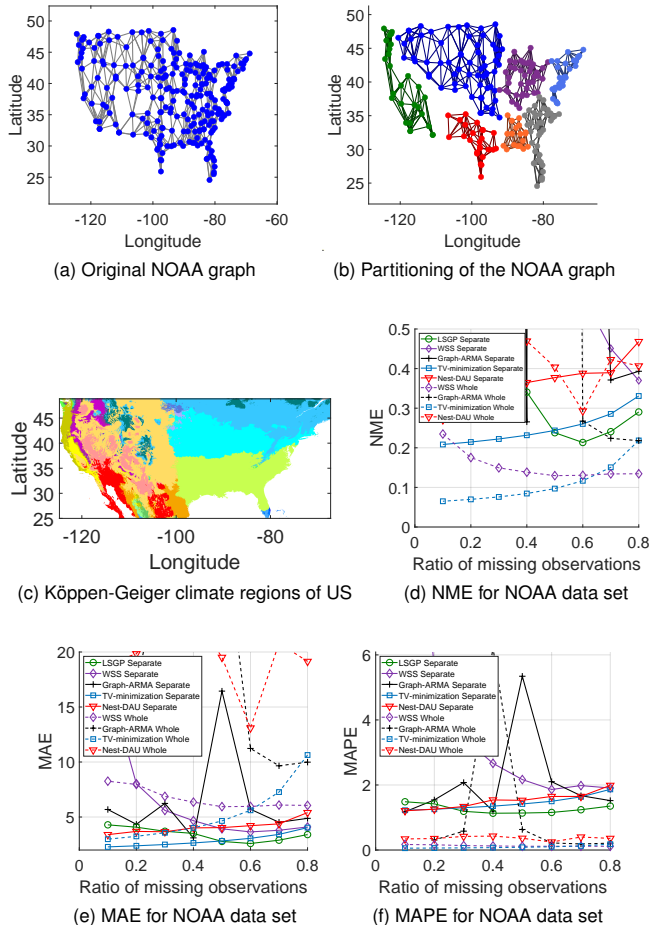 50
45
40
35
30
25
Latitude
-120
-100
-80
-60
Longitude
(a) Original NOAA graph
50
45
40
35
30
25
Latitude
-120
-100
-80
Longitude
(b) Partitioning of the NOAA graph
45
40
35
30
25
Latitude
-120
-100
-80
Longitude
(c) Köppen-Geiger climate regions of US
0.5
0.4
0.3
0.2
0.1
0
NME
LSGP Separate
WSS Separate
Graph-ARMA Separate
TV-minimization Separate
Nest-DAU Separate
WSS Whole
Graph-ARMA Whole
TV-minimization Whole
Nest-DAU Whole
0
0.2
0.4
0.6
0.8
Ratio of missing observations
(d) NME for NOAA data set
20
15
10
5
MAE
LSGP Separate
WSS Separate
Graph-ARMA Separate
TV-minimization Separate
Nest-DAU Separate
WSS Whole
Graph-ARMA Whole
TV-minimization Whole
Nest-DAU Whole
0
0.2
0.4
0.6
0.8
Ratio of missing observations
(e) MAE for NOAA data set
6
4
2
0
MAPE
LSGP Separate
WSS Separate
Graph-ARMA Separate
TV-minimization Separate
Nest-DAU Separate
WSS Whole
Graph-ARMA Whole
TV-minimization Whole
Nest-DAU Whole
0
0.2
0.4
0.6
0.8
Ratio of missing observations
(f) MAPE for NOAA data set